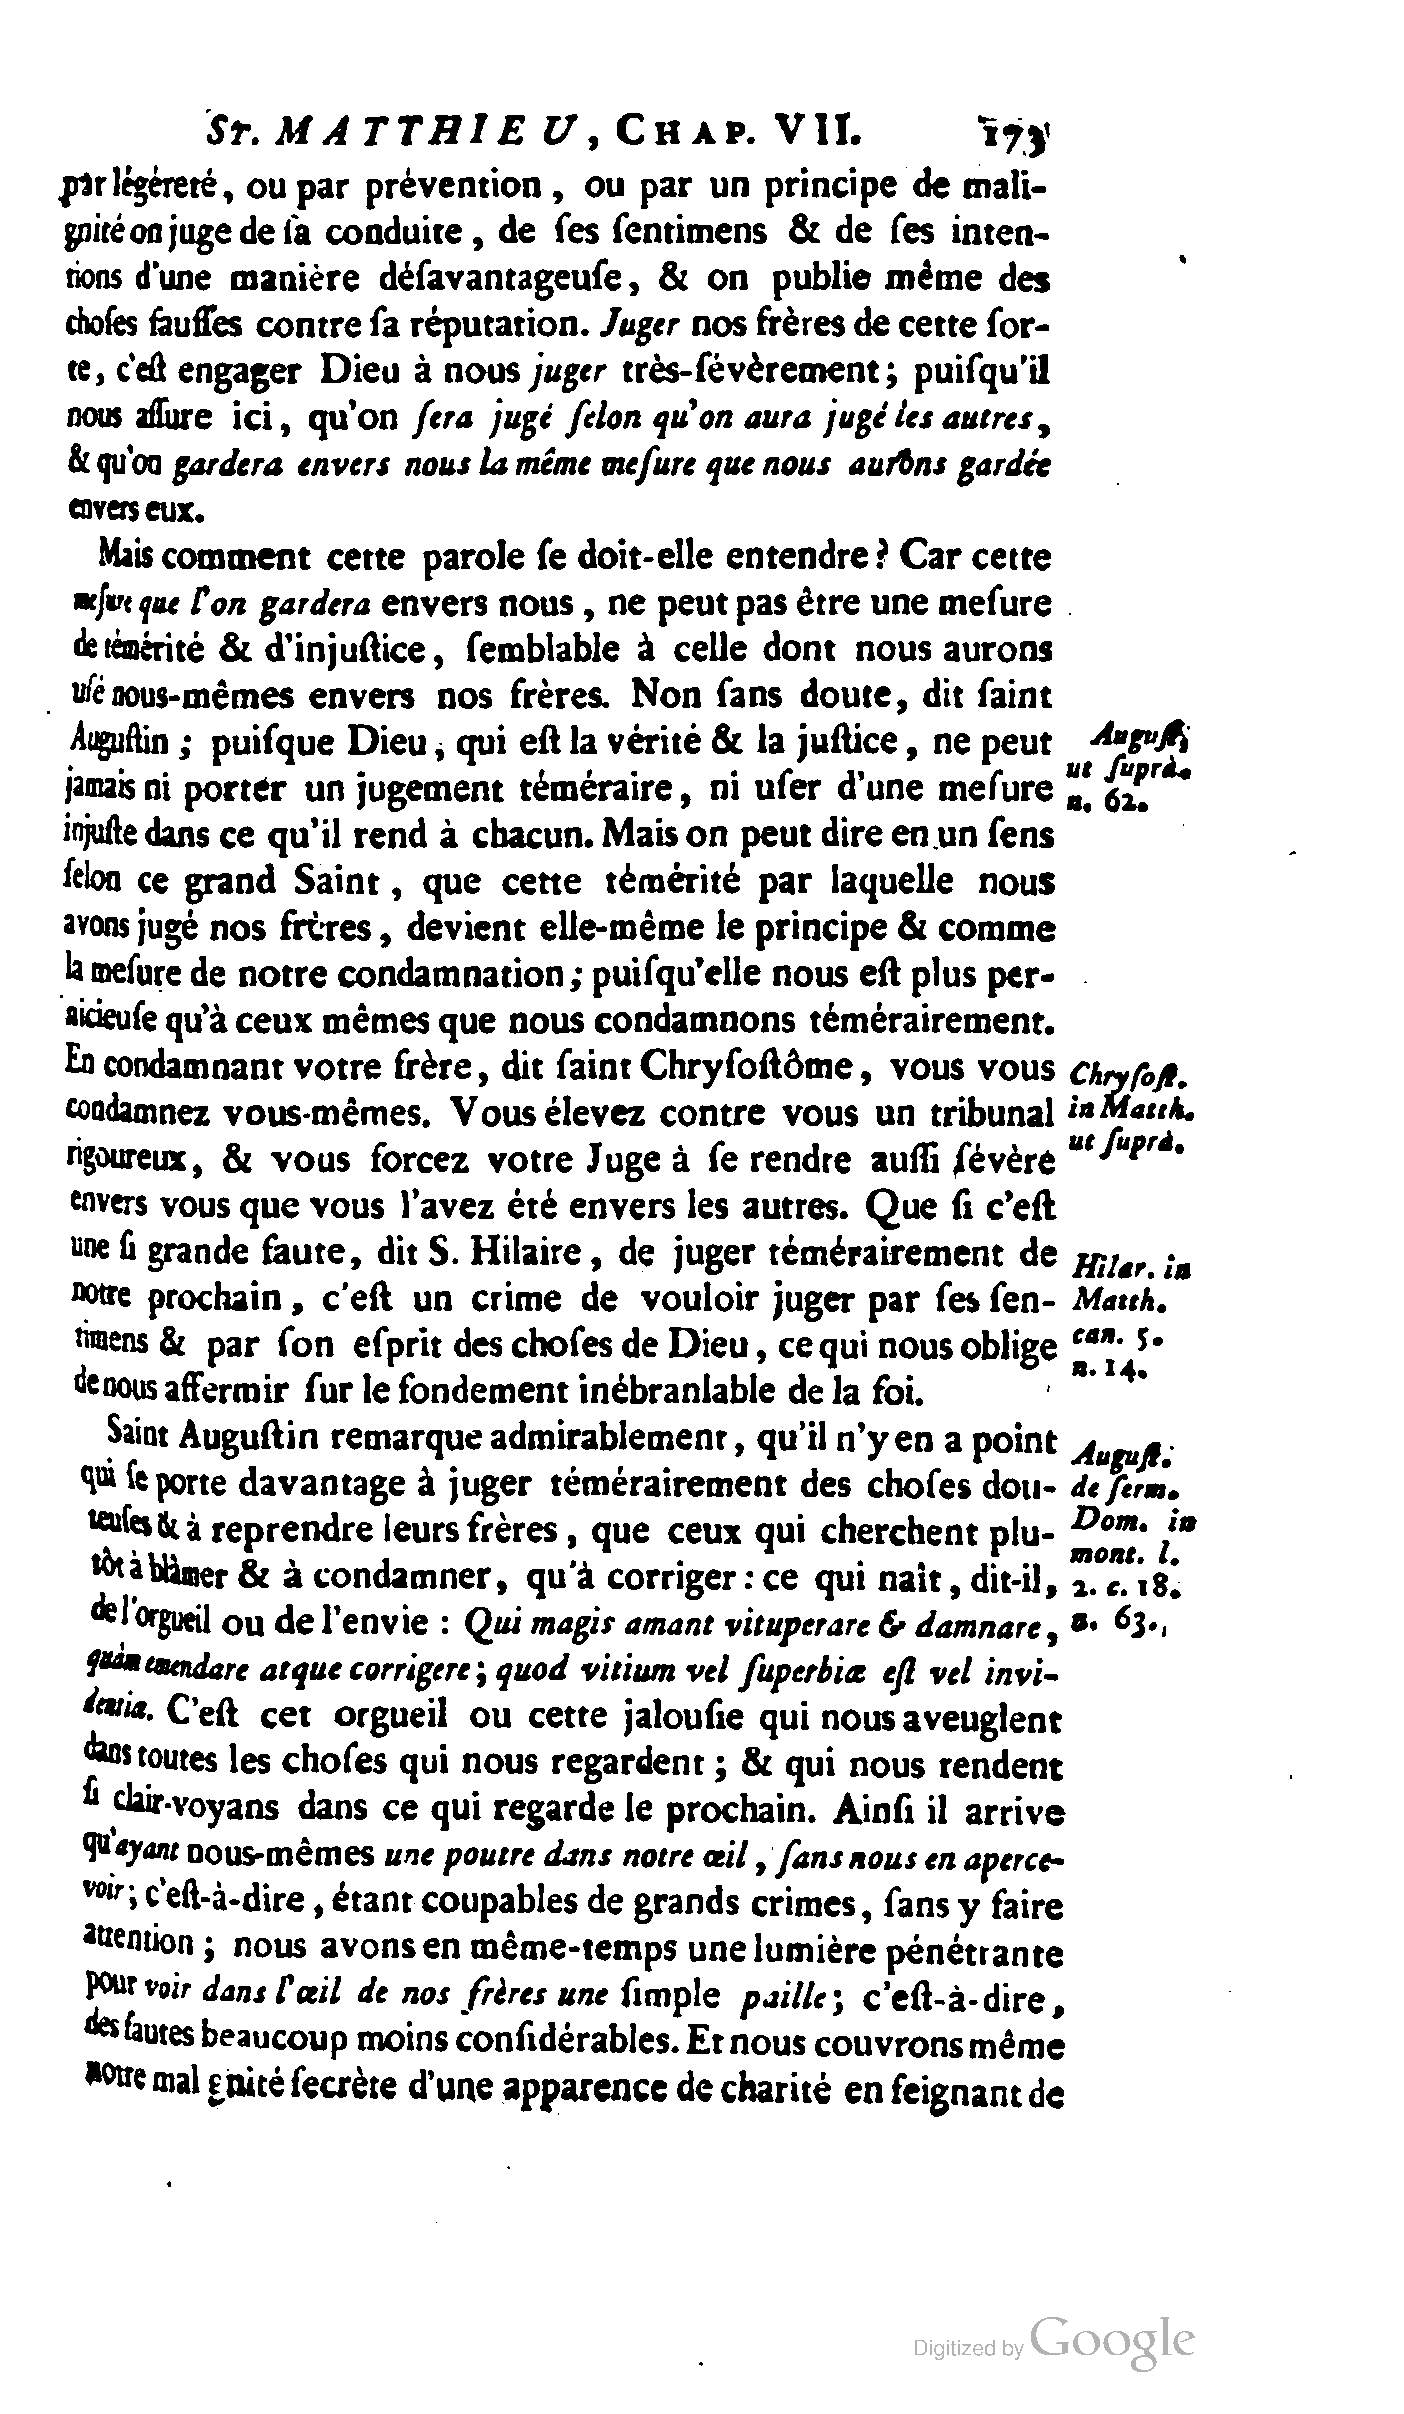 ST. MATTHIEU, CHAP. VII. 173
par légéreté, ou par prévention, ou par un principe de mali-
gnité on juge de ſa conduite, de ſes ſentimens & de ſes inten-
tions d'une manière déſavantageuſe, & on publie même des
choſes fauſſes contre ſa réputation. Juger nos frères de cette ſor-
te, c'eſt engager Dieu à nous juger très-ſévèrement; puiſqu'il
nous aſſure ici, qu'on ſera jugé ſelon qu'on aura jugé les autres,
& qu'on gardera envers nous la même meſure que nous aurons gardée
envers eux.
Mais comment cette parole ſe doit-elle entendre? Car cette
meſure que l'on gardera envers nous, ne peut pas être une meſure
de témérité & d'injuſtice, ſemblable à celle dont nous aurons
uſé nous-mêmes envers nos frères. Non ſans doute, dit ſaint
Auguſtin; puiſque Dieu, qui eſt la vérité & la juſtice, ne peut
jamais ni porter un jugement téméraire, ni uſer d'une meſure
injuſte dans ce qu'il rend à chacun. Mais on peut dire en un ſens
ſelon ce grand Saint, que cette témérité par laquelle nous
avons jugé nos frères, devient elle-même le principe & comme
la meſure de notre condamnation; puiſqu'elle nous eſt plus per-
nicieuſe qu'à ceux mêmes que nous condamnons témérairement.
En condamnant votre frère, dit ſaint Chryſoſtôme, vous vous
condamnez vous-mêmes. Vous élevez contre vous un tribunal
rigoureux, & vous forcez votre Juge à ſe rendre auſſi ſévère
envers vous que vous l'avez été envers les autres. Que ſi c'eſt
une ſi grande faute, dit S. Hilaire, de juger témérairement de
notre prochain, c'eſt un crime de vouloir juger par ſes ſen-
timens & par ſon eſprit des choſes de Dieu, ce qui nous oblige
de nous affermir ſur le fondement inébranlable de la foi.
Saint Auguſtin remarque admirablement, qu'il n'y en a point
qui ſe porte davantage à juger témérairement des choſes dou-
teuſes & à reprendre leurs frères, que ceux qui cherchent plu-
tôt à blâmer & à condamner, qu'à corriger: ce qui naît, dit-il,
de l'orgueil ou de l'envie: Qui magis amant vituperare & damnare,
quàm emendare atque corrigere; quod vitium vel ſuperbiæ eſt vel invi-
dentia. C'eſt cet orgueil ou cette jalouſie qui nous aveuglent
dans toutes les choſes qui nous regardent; & qui nous rendent
ſi clair-voyans dans ce qui regarde le prochain. Ainſi il arrive
qu'ayant nous-mêmes une poutre dans notre œil, ſans nous en aperce-
voir; c'eſt-à-dire, étant coupables de grands crimes, ſans y faire
attention; nous avons en même-temps une lumière pénétrante
pour voir dans l'œil de nos frères une ſimple paille; c'eſt-à-dire,
des fautes beaucoup moins conſidérables. Et nous couvrons même
notre malgnité ſecrète d'une apparence de charité en feignant de
Auguſt.
ut ſuprà.
n. 62.
Chryſoſt.
in Matth.
ut ſuprà.
Hilar. in
Matth.
can. 5.
n. 14.
Auguſt.
de ſerm.
Dom. in
mont. l.
2. c. 18.
n. 63.
Digitized by Google